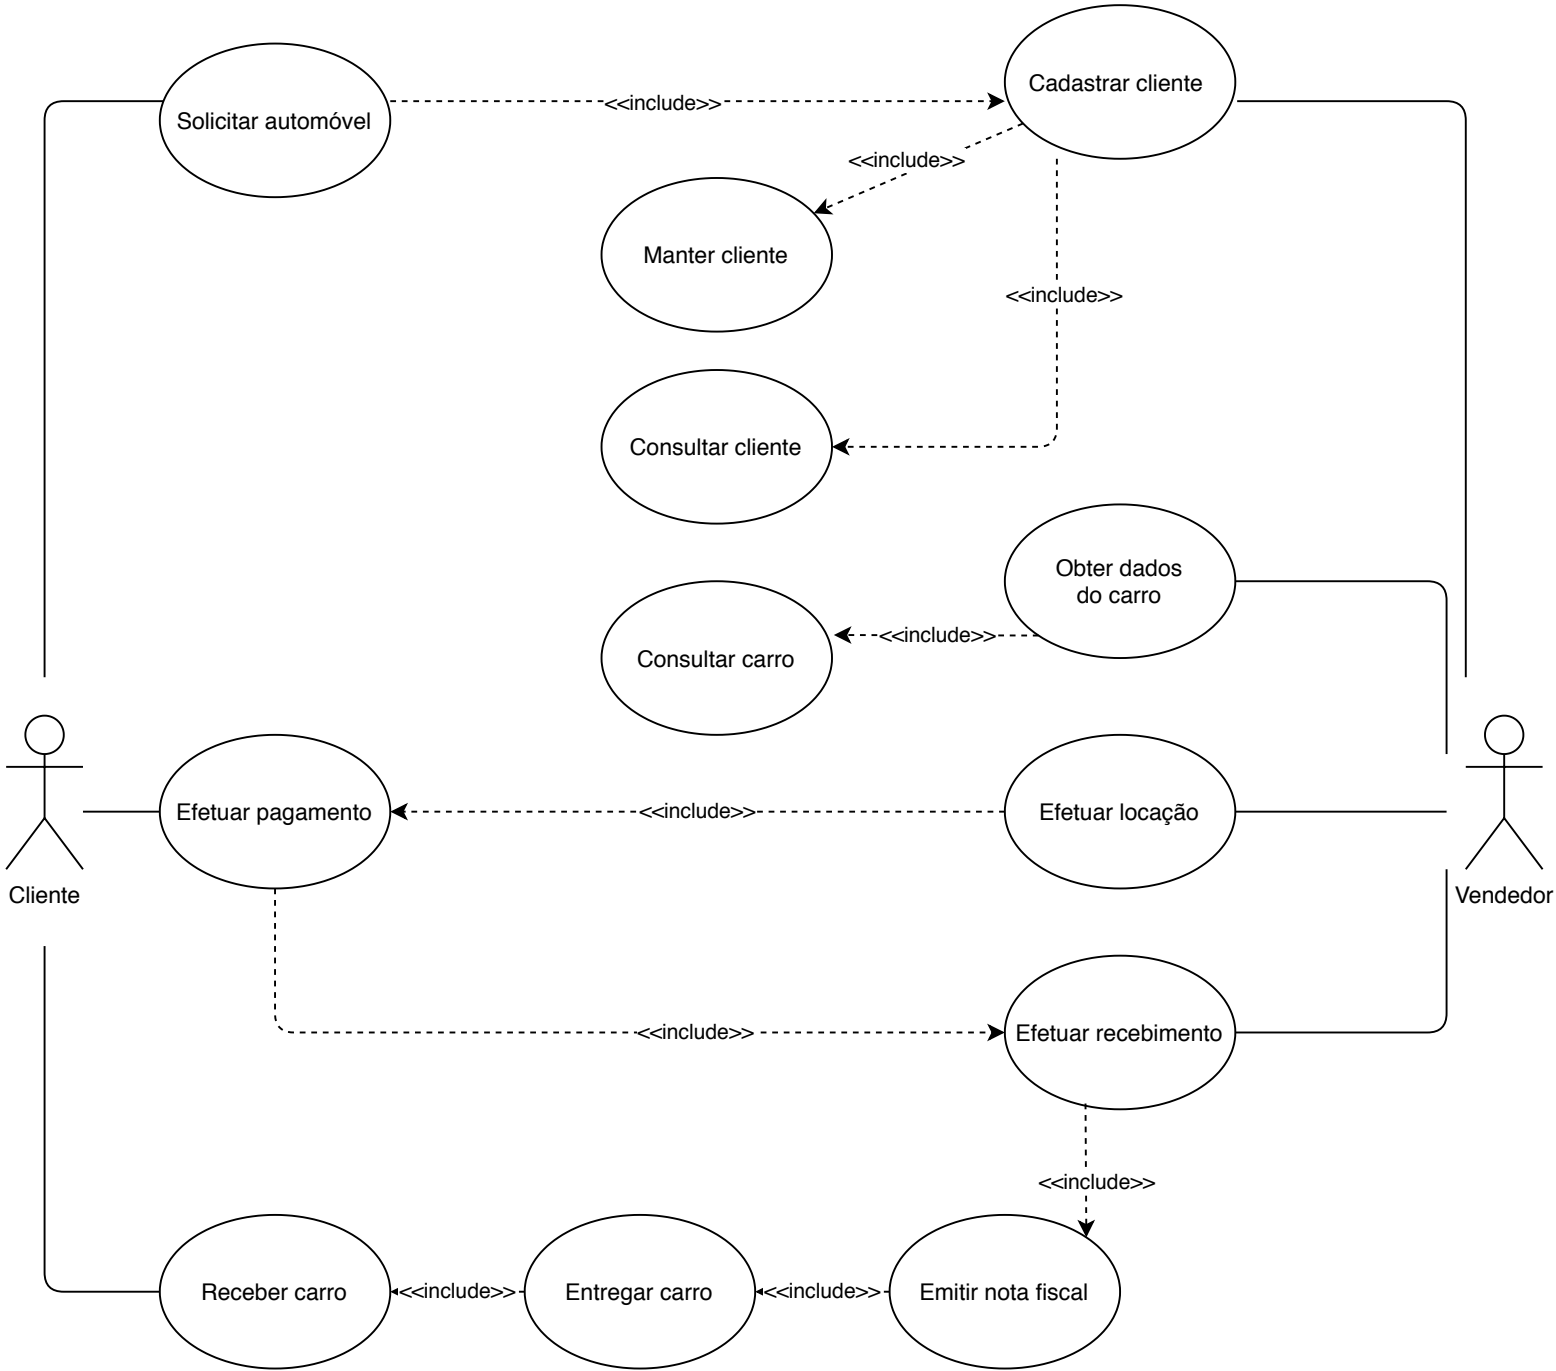 Cadastrar cliente
Solicitar automóvel
<<include>>
<<include>>
Manter cliente
<<include>>
Consultar cliente
Obter dados
do carro
<<include>>
Consultar carro
Efetuar pagamento
<<include>>
Efetuar locação
Cliente
Vendedor
<<include>>
Efetuar recebimento
<<include>>
Receber carro
<<include>>
Entregar carro
<<include>>
Emitir nota fiscal